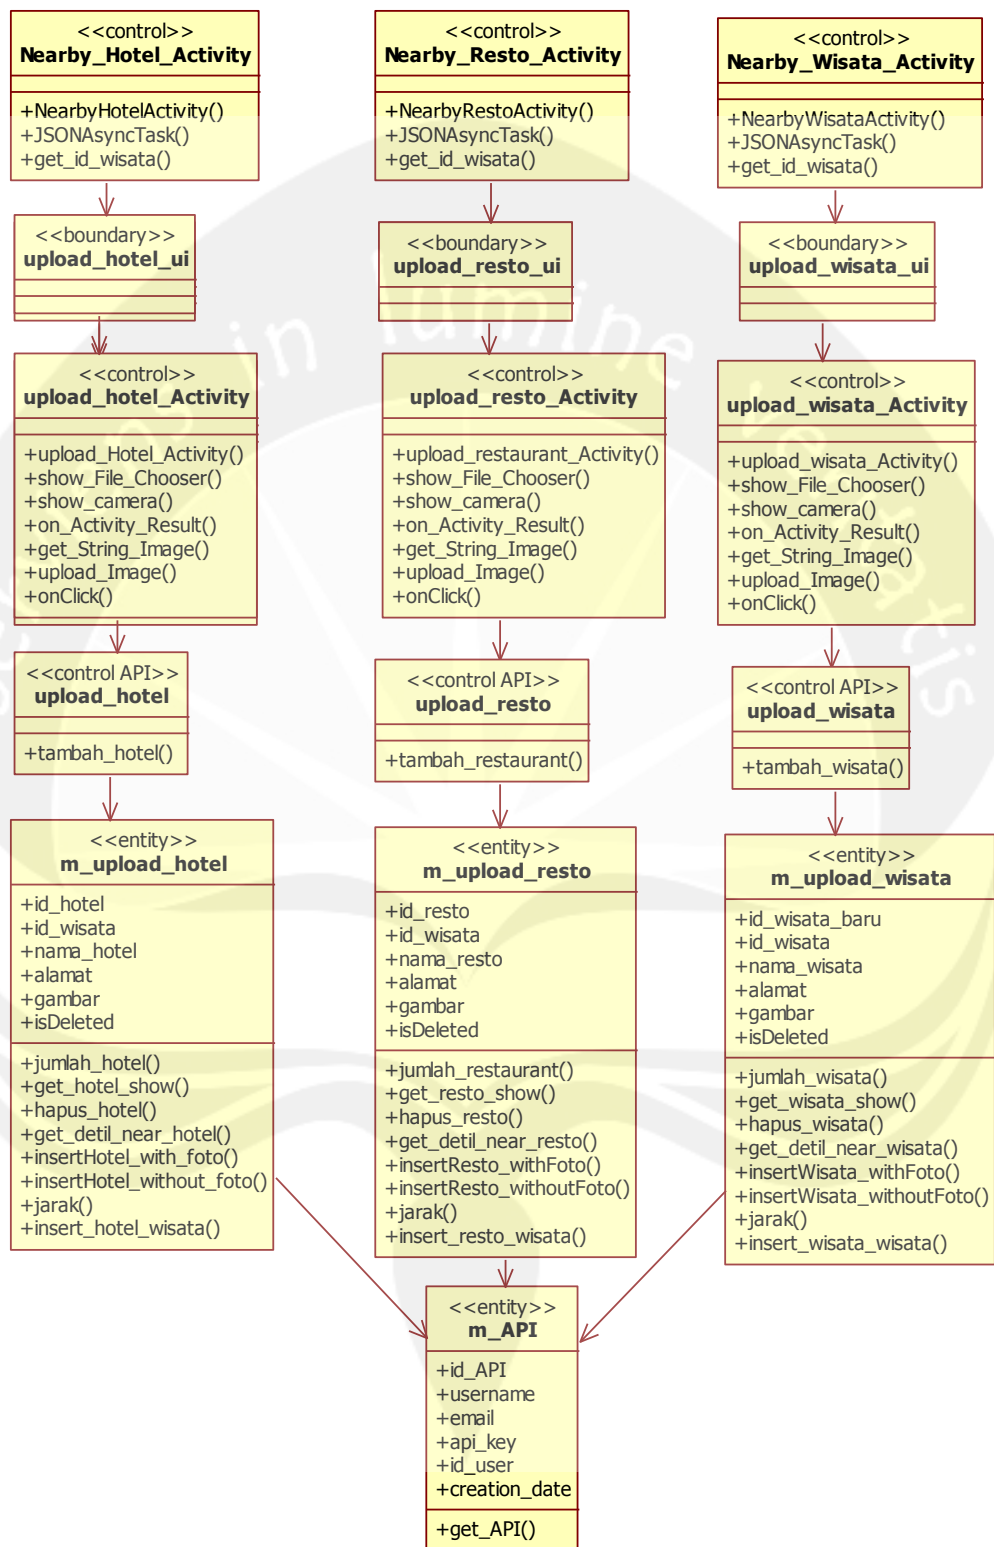 <<control>>
Nearby_Hotel_Activity
+NearbyHotelActivity()
+JSONAsyncTask()
+get_id_wisata()
<<boundary>>
upload_hotel_ui
<<control>>
upload_hotel_Activity
+upload_Hotel_Activity()
+show_File_Chooser()
+show_camera()
+on_Activity_Result()
+get_String_Image()
+upload_Image()
+onClick()
<<control API>>
upload_hotel
+tambah_hotel()
<<entity>>
m_upload_hotel
+id_hotel
+id_wisata
+nama_hotel
+alamat
+gambar
+isDeleted
+jumlah_hotel()
+get_hotel_show()
+hapus_hotel()
+get_detil_near_hotel()
+insertHotel_with_foto()
+insertHotel_without_foto()
+jarak()
+insert_hotel_wisata()
<<control>>
Nearby_Resto_Activity
+NearbyRestoActivity()
+JSONAsyncTask()
+get_id_wisata()
<<boundary>>
upload_resto_ui
<<control>>
upload_resto_Activity
+upload_restaurant_Activity()
+show_File_Chooser()
+show_camera()
+on_Activity_Result()
+get_String_Image()
+upload_Image()
+onClick()
<<control API>>
upload_resto
+tambah_restaurant()
<<entity>>
m_upload_resto
+id_resto
+id_wisata
+nama_resto
+alamat
+gambar
+isDeleted
+jumlah_restaurant()
+get_resto_show()
+hapus_resto()
+get_detil_near_resto()
+insertResto_withFoto()
+insertResto_withoutFoto()
+jarak()
+insert_resto_wisata()
<<control>>
Nearby_Wisata_Activity
+NearbyWisataActivity()
+JSONAsyncTask()
+get_id_wisata()
<<boundary>>
upload_wisata_ui
<<control>>
upload_wisata_Activity
+upload_wisata_Activity()
+show_File_Chooser()
+show_camera()
+on_Activity_Result()
+get_String_Image()
+upload_Image()
+onClick()
<<control API>>
upload_wisata
+tambah_wisata()
<<entity>>
m_upload_wisata
+id_wisata_baru
+id_wisata
+nama_wisata
+alamat
+gambar
+isDeleted
+jumlah_wisata()
+get_wisata_show()
+hapus_wisata()
+get_detil_near_wisata()
+insertWisata_withFoto()
+insertWisata_withoutFoto()
+jarak()
+insert_wisata_wisata()
<<entity>>
m_API
+id_API
+username
+email
+api_key
+id_user
+creation_date
+get_API()
in lumine veritatis